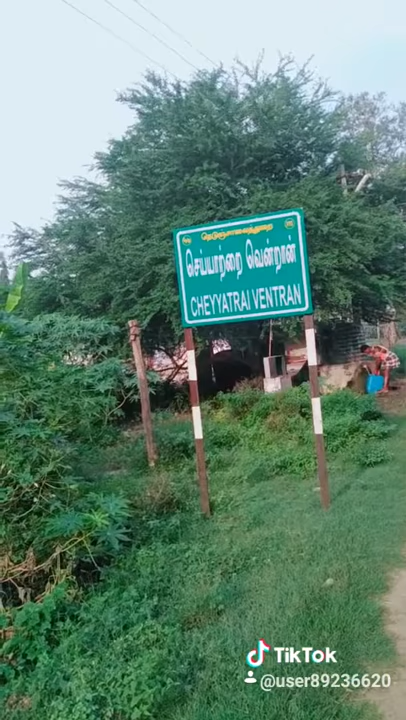 நெடுஞ்சாலைத்துறை
செய்யாற்றை வென்றான்
CHEYYATRAI VENTRAN
TikTok
@user89236620